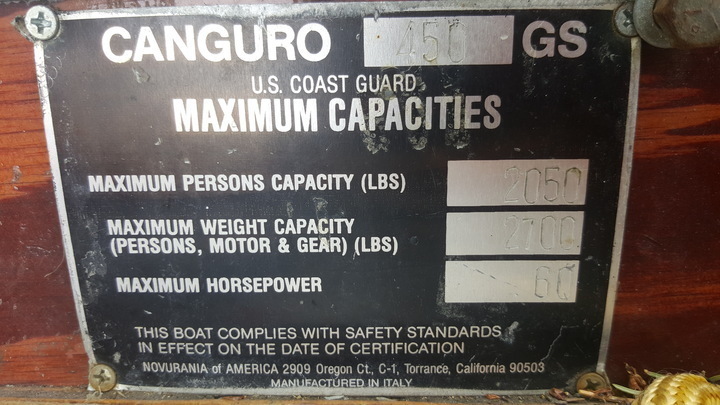 CANGURO 450 GS
U.S. COAST GUARD
MAXIMUM CAPACITIES
MAXIMUM PERSONS CAPACITY (LBS) 2050
MAXIMUM WEIGHT CAPACITY
(PERSONS, MOTOR & GEAR) (LBS) 2700
MAXIMUM HORSEPOWER 60
THIS BOAT COMPLIES WITH SAFETY STANDARDS
IN EFFECT ON THE DATE OF CERTIFICATION
NOVURANIA of AMERICA 2909 Oregon Ct., C-1, Torrance, California 90503
MANUFACTURED IN ITALY